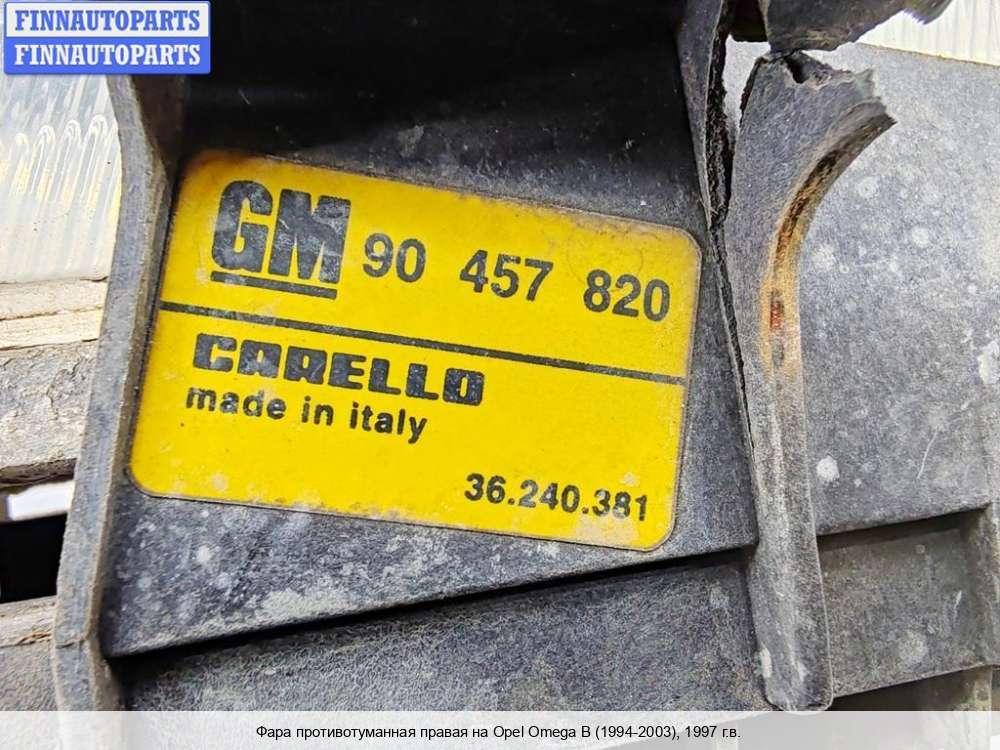 FINNAUTOPARTS
FINNAUTOPARTS
GM 90 457 820
CARELLO
made in italy
36.240.381
Фара противотуманная правая на Opel Omega B (1994-2003), 1997 г.в.